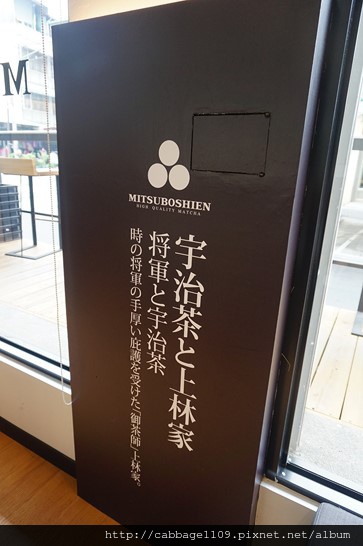 M
MITSUBOSHIEN
HIGH QUALITY MATCHA
宇治茶と上林家
将軍と宇治茶
時の将軍の手厚い庇護を受けた「御茶師」上林家。
http://cabbage1109.pixnet.net/album